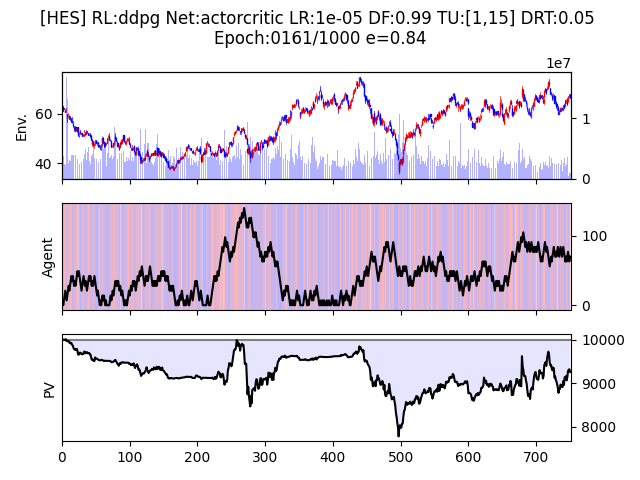 [HES] RL:ddpg Net:actorcritic LR:1e-05 DF:0.99 TU:[1,15] DRT:0.05
Epoch:0161/1000 e=0.84
1e7
Env.
60
40
1
0
Agent
100
0
PV
10000
9000
8000
0 100 200 300 400 500 600 700